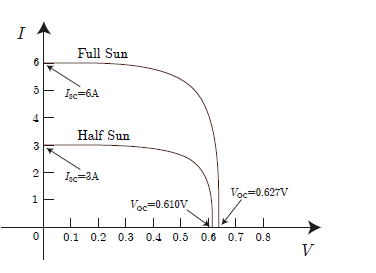 I
Full Sun
6
Isc=6A
5
4
Half Sun
3
Isc=3A
2
1
Voc=0.610V
Voc=0.627V
0 0.1 0.2 0.3 0.4 0.5 0.6 0.7 0.8
V